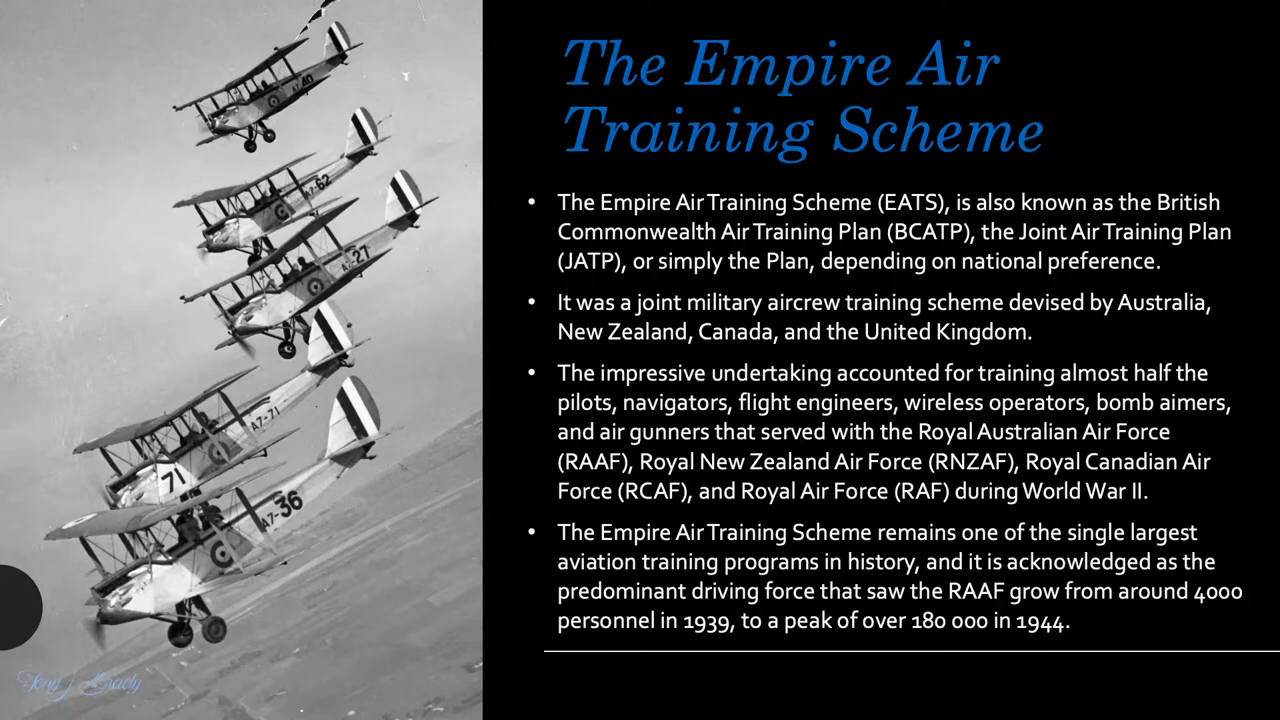 The Empire Air
Training Scheme
• The Empire Air Training Scheme (EATS), is also known as the British
Commonwealth Air Training Plan (BCATP), the Joint Air Training Plan
(JATP), or simply the Plan, depending on national preference.
• It was a joint military aircrew training scheme devised by Australia,
New Zealand, Canada, and the United Kingdom.
• The impressive undertaking accounted for training almost half the
pilots, navigators, flight engineers, wireless operators, bomb aimers,
and air gunners that served with the Royal Australian Air Force
(RAAF), Royal New Zealand Air Force (RNZAF), Royal Canadian Air
Force (RCAF), and Royal Air Force (RAF) during World War II.
• The Empire Air Training Scheme remains one of the single largest
aviation training programs in history, and it is acknowledged as the
predominant driving force that saw the RAAF grow from around 4000
personnel in 1939, to a peak of over 180 000 in 1944.
A7-40
A7-62
A7-27
A7-71
71
A7-36
Tony J Brady